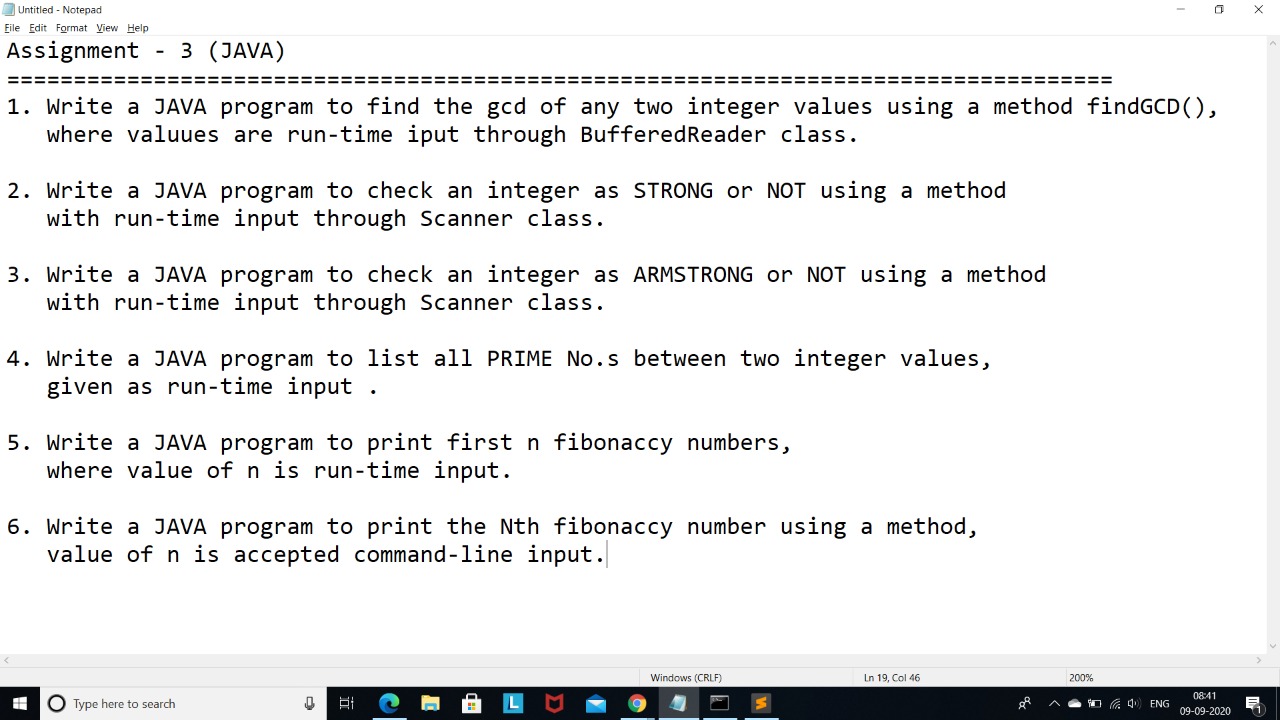 Untitled - Notepad
File Edit Format View Help
Assignment - 3 (JAVA)
===================================================================================
1. Write a JAVA program to find the gcd of any two integer values using a method findGCD(),
where valuues are run-time iput through BufferedReader class.
2. Write a JAVA program to check an integer as STRONG or NOT using a method
with run-time input through Scanner class.
3. Write a JAVA program to check an integer as ARMSTRONG or NOT using a method
with run-time input through Scanner class.
4. Write a JAVA program to list all PRIME No.s between two integer values,
given as run-time input .
5. Write a JAVA program to print first n fibonaccy numbers,
where value of n is run-time input.
6. Write a JAVA program to print the Nth fibonaccy number using a method,
value of n is accepted command-line input.
Windows (CRLF) Ln 19, Col 46 200%
Type here to search
L
ENG
08:41
09-09-2020
1